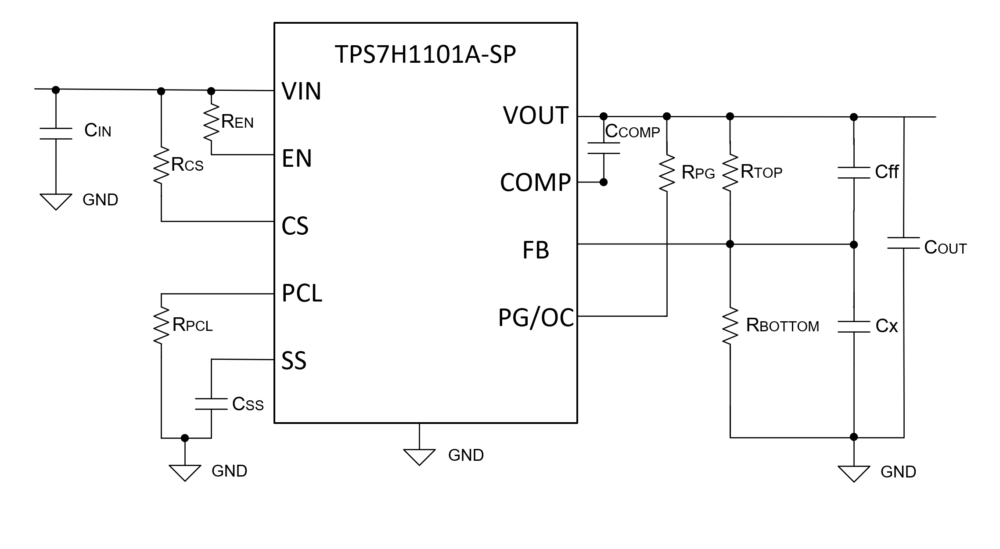 TPS7H1101A-SP
VIN
VOUT
REN
CIN
CCOMP
EN
RCS
RPG
RTOP
Cff
COMP
GND
CS
FB
COUT
PCL
PG/OC
RPCL
RBOTTOM
Cx
SS
CSS
GND
GND
GND